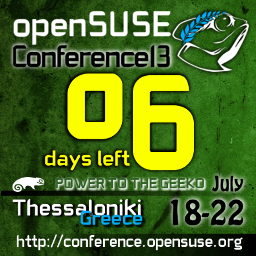 openSUSE
Conference13
06
days left
POWER TO THE GEEKO July
Thessaloniki 18-22
Greece
http://conference.opensuse.org